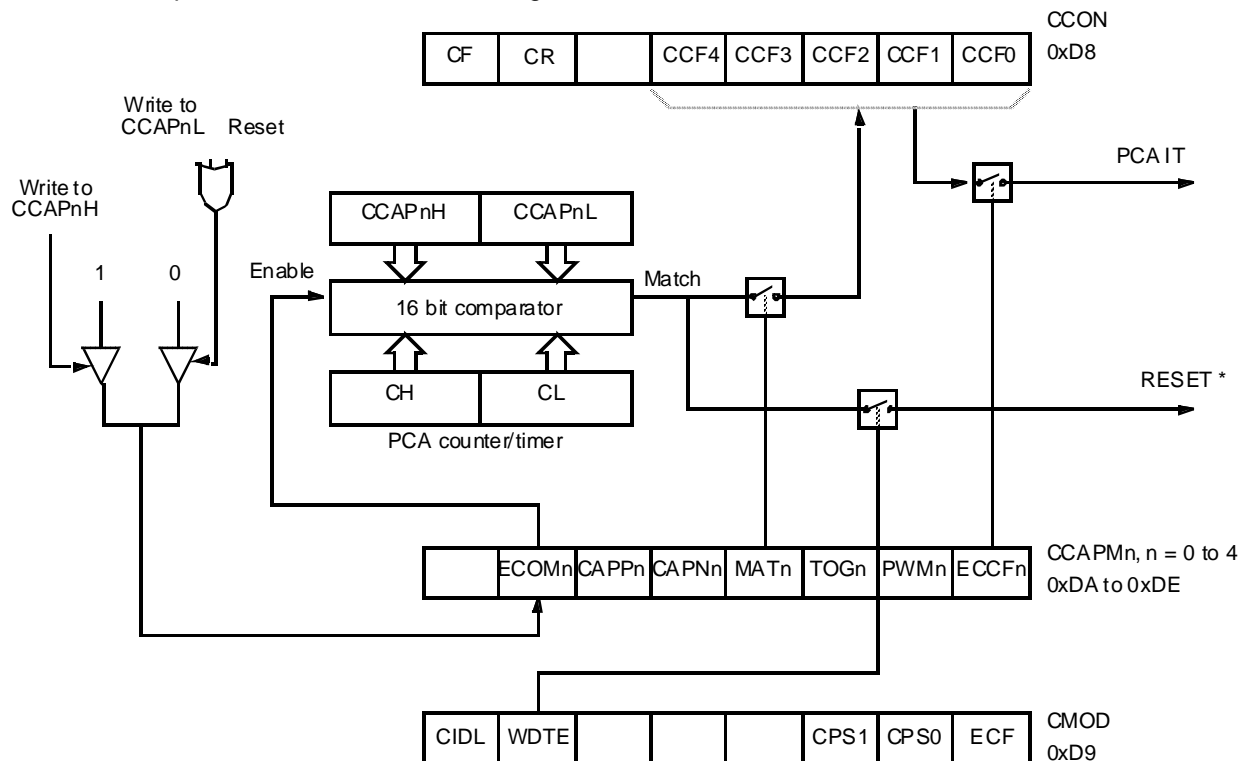 CCON
CF CR CCF4 CCF3 CCF2 CCF1 CCF0
0xD8
Write to
CCAPnL Reset
PCA IT
Write to
CCAPnH
CCAPnH CCAPnL
1 0 Enable
Match
16 bit comparator
RESET *
CH CL
PCA counter/timer
ECOMn CAPPn CAPNn MATn TOGn PWMn ECCFn
CCAPMn, n = 0 to 4
0xDA to 0xDE
CIDL WDTE CPS1 CPS0 ECF
CMOD
0xD9